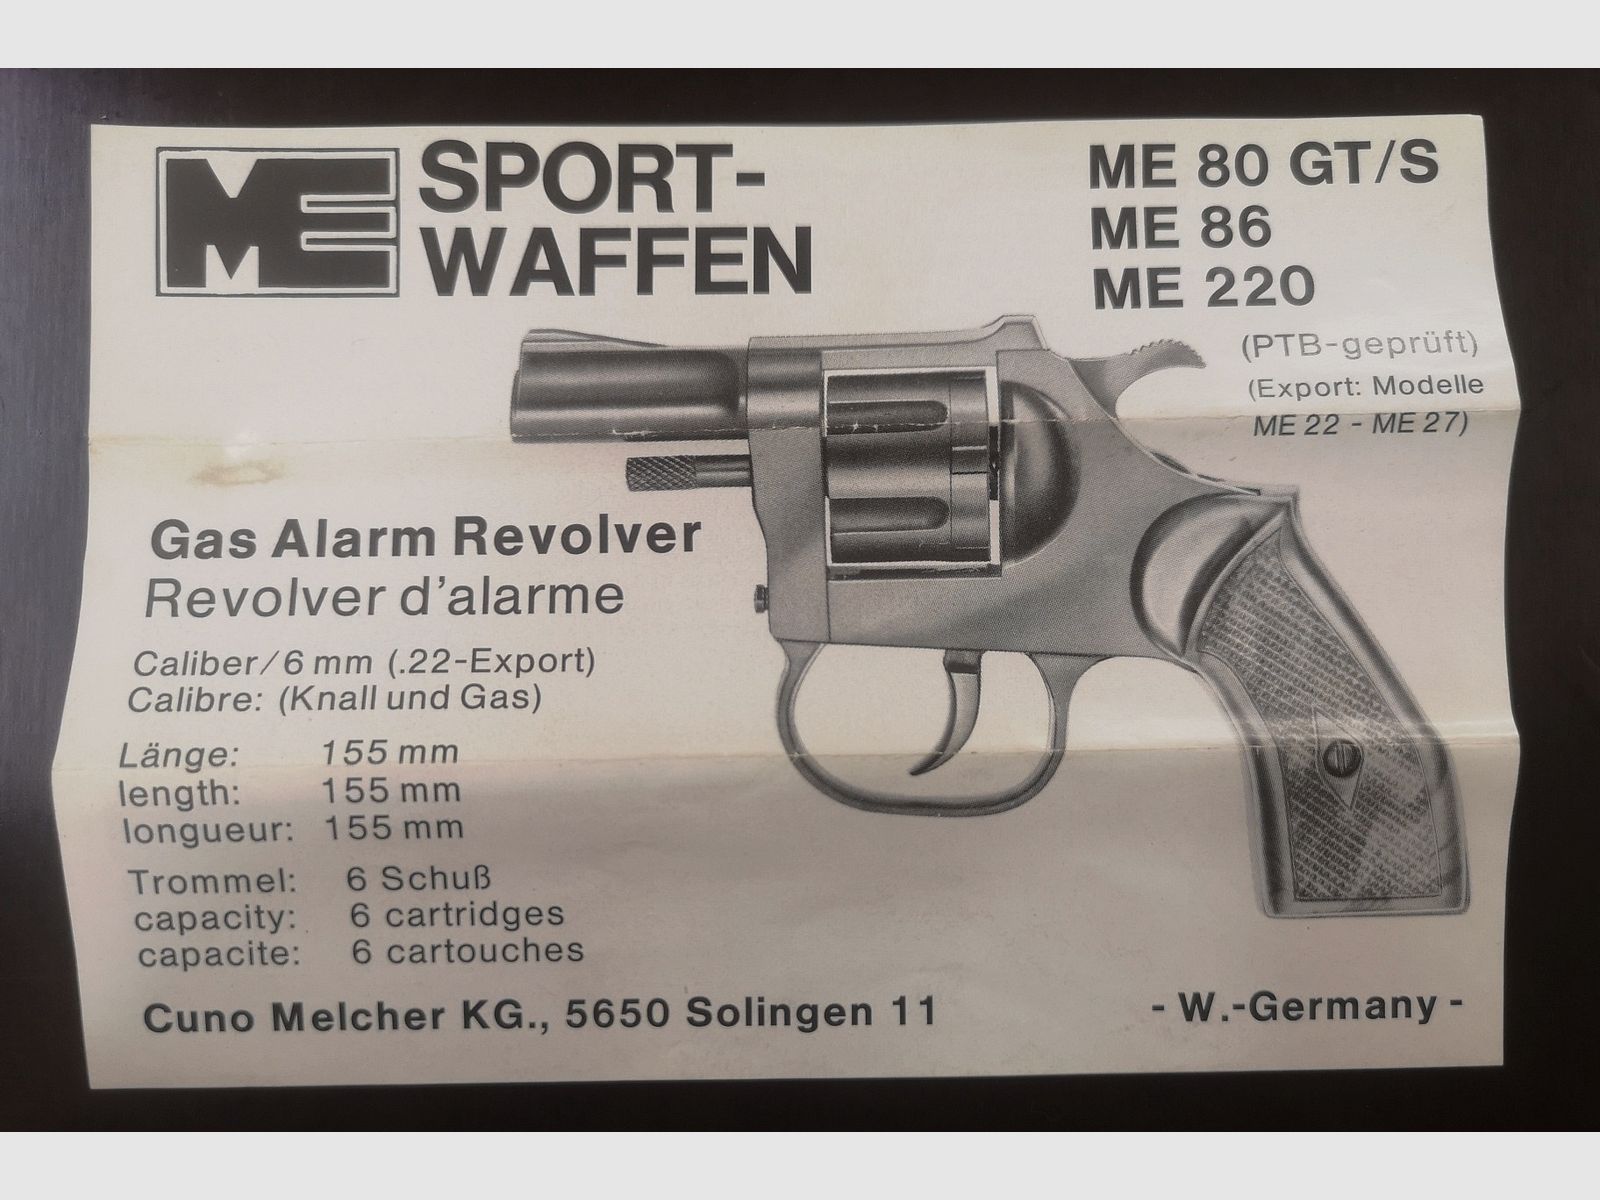 ME SPORT-
WAFFEN
ME 80 GT/S
ME 86
ME 220
(PTB-geprüft)
(Export: Modelle
ME 22 - ME 27)
Gas Alarm Revolver
Revolver d'alarme
Caliber/6 mm (.22-Export)
Calibre: (Knall und Gas)
Länge: 155 mm
length: 155 mm
longueur: 155 mm
Trommel: 6 Schuß
capacity: 6 cartridges
capacite: 6 cartouches
Cuno Melcher KG., 5650 Solingen 11
- W.-Germany -